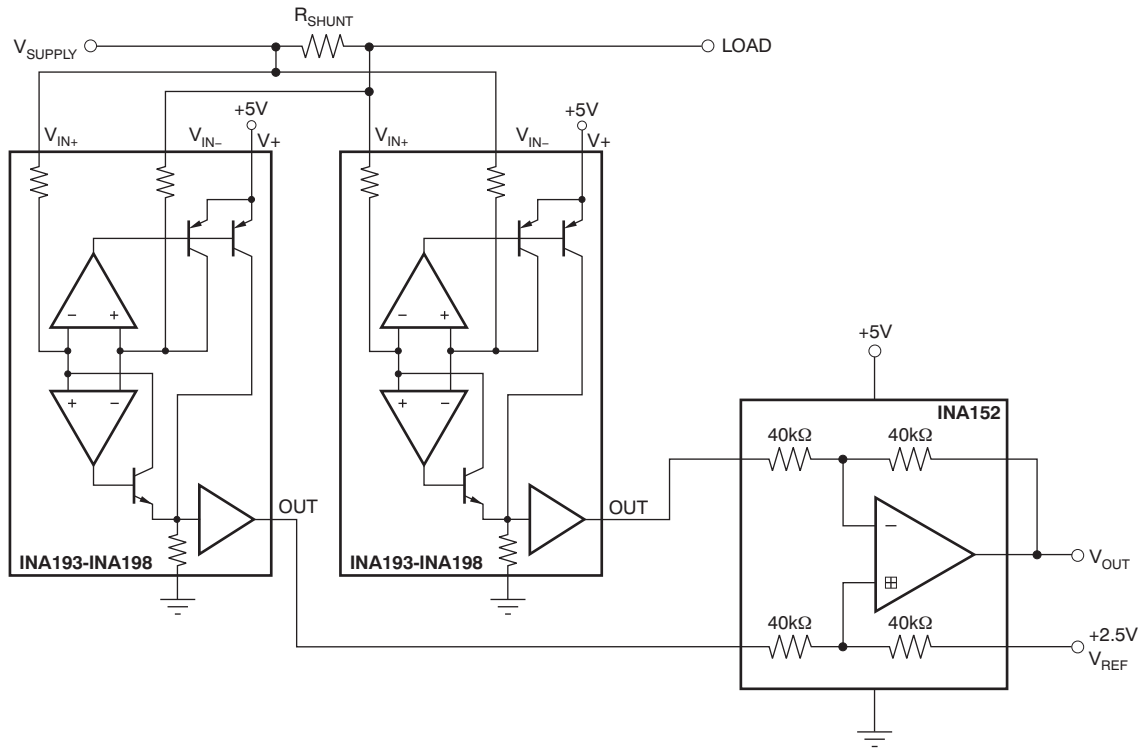 R_SHUNT
V_SUPPLY
LOAD
+5V
+5V
V_IN+
V_IN−
V+
V_IN+
V_IN−
V+
−
+
−
+
+
−
+
−
+5V
INA152
40kΩ
40kΩ
OUT
OUT
−
INA193-INA198
INA193-INA198
V_OUT
+
40kΩ
40kΩ
+2.5V
V_REF